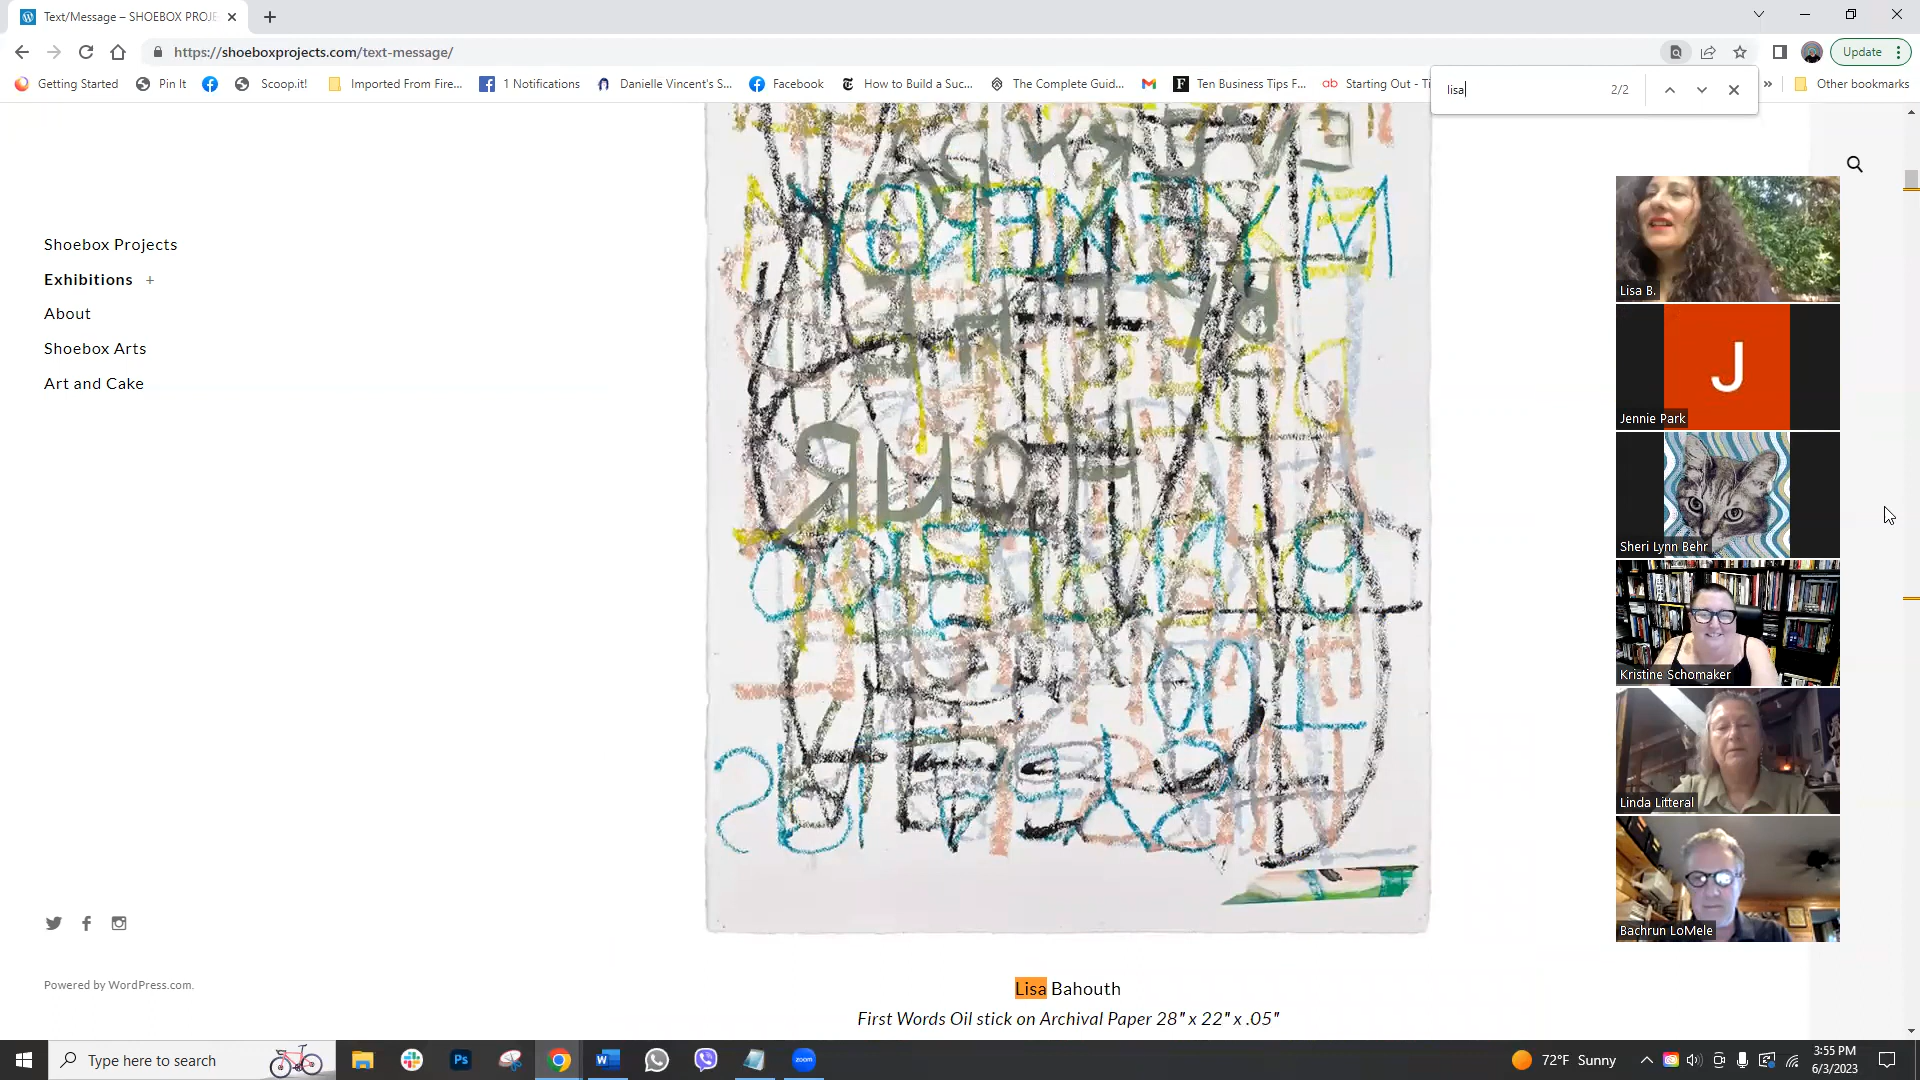 Text/Message – SHOEBOX PROJE
https://shoeboxprojects.com/text-message/
Update
Getting Started
Pin It
Scoop.it!
Imported From Fire...
1 Notifications
Danielle Vincent's S...
Facebook
How to Build a Suc...
The Complete Guid...
Ten Business Tips F...
ab Starting Out - Ti
lisa
2/2
»
Other bookmarks
Shoebox Projects
Exhibitions +
About
Shoebox Arts
Art and Cake
Powered by WordPress.com.
Lisa B.
J
Jennie Park
Sheri Lynn Behr
Kristine Schomaker
Linda Litteral
Bachrun LoMele
Lisa Bahouth
First Words Oil stick on Archival Paper 28" x 22" x .05"
Type here to search
zoom
72°F Sunny
3:55 PM
6/3/2023